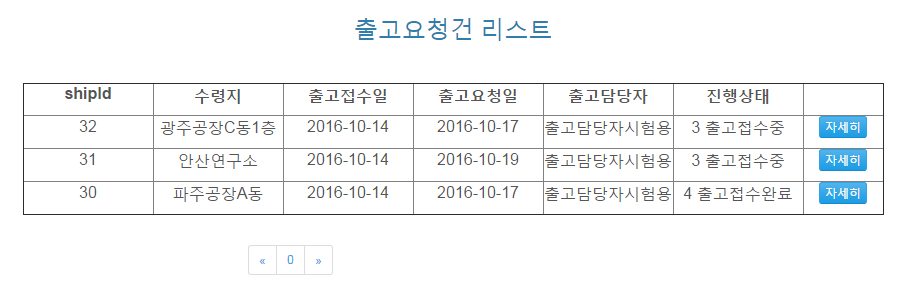 출고요청건 리스트
shipId 수령지 출고접수일 출고요청일 출고담당자 진행상태
32 광주공장C동1층 2016-10-14 2016-10-17 출고담당자시험용 3 출고접수중 자세히
31 안산연구소 2016-10-14 2016-10-19 출고담당자시험용 3 출고접수중 자세히
30 파주공장A동 2016-10-14 2016-10-17 출고담당자시험용 4 출고접수완료 자세히
« 0 »